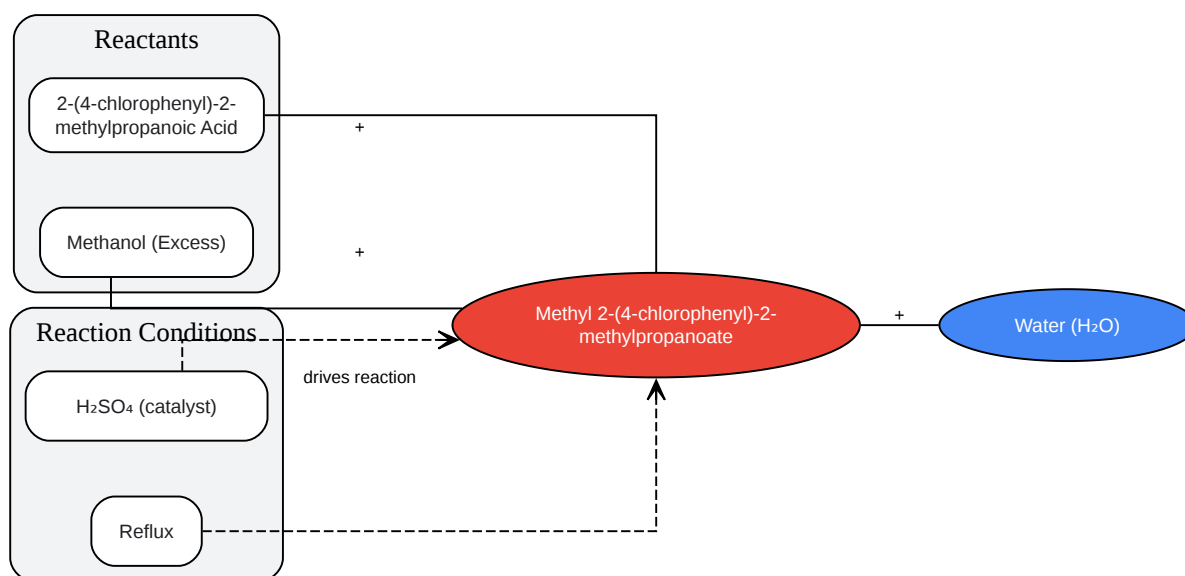 Reactants
2-(4-chlorophenyl)-2-
methylpropanoic Acid
+
Methanol (Excess)
+
Reaction Conditions
H₂SO₄ (catalyst)
drives reaction
Reflux
Methyl 2-(4-chlorophenyl)-2-
methylpropanoate
+
Water (H₂O)